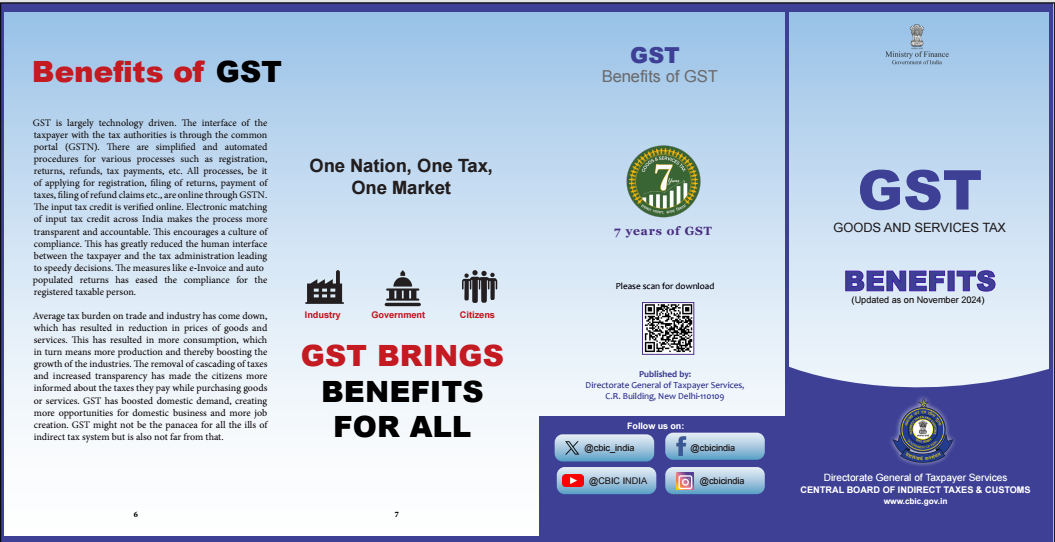 Benefits of GST
GST is largely technology driven. The interface of the
taxpayer with the tax authorities is through the common
portal (GSTN). There are simplified and automated
procedures for various processes such as registration,
returns, refunds, tax payments, etc. All processes, be it
of applying for registration, filing of returns, payment of
taxes, filing of refund claims etc., are online through GSTN.
The input tax credit is verified online. Electronic matching
of input tax credit across India makes the process more
transparent and accountable. This encourages a culture of
compliance. This has greatly reduced the human interface
between the taxpayer and the tax administration leading
to speedy decisions. The measures like e-Invoice and auto
populated returns has eased the compliance for the
registered taxable person.
Average tax burden on trade and industry has come down,
which has resulted in reduction in prices of goods and
services. This has resulted in more consumption, which
in turn means more production and thereby boosting the
growth of the industries. The removal of cascading of taxes
and increased transparency has made the citizens more
informed about the taxes they pay while purchasing goods
or services. GST has boosted domestic demand, creating
more opportunities for domestic business and more job
creation. GST might not be the panacea for all the ills of
indirect tax system but is also not far from that.
6
One Nation, One Tax,
One Market
Industry
Government
Citizens
GST BRINGS
BENEFITS
FOR ALL
7
GST
Benefits of GST
GOODS & SERVICES TAX
7
Years
7 years of GST
Please scan for download
Published by:
Directorate General of Taxpayer Services,
C.R. Building, New Delhi-110109
Follow us on:
@cbic_india
@cbicindia
@CBIC INDIA
@cbicindia
Ministry of Finance
Government of India
GST
GOODS AND SERVICES TAX
BENEFITS
(Updated as on November 2024)
Directorate General of Taxpayer Services
CENTRAL BOARD OF INDIRECT TAXES & CUSTOMS
www.cbic.gov.in